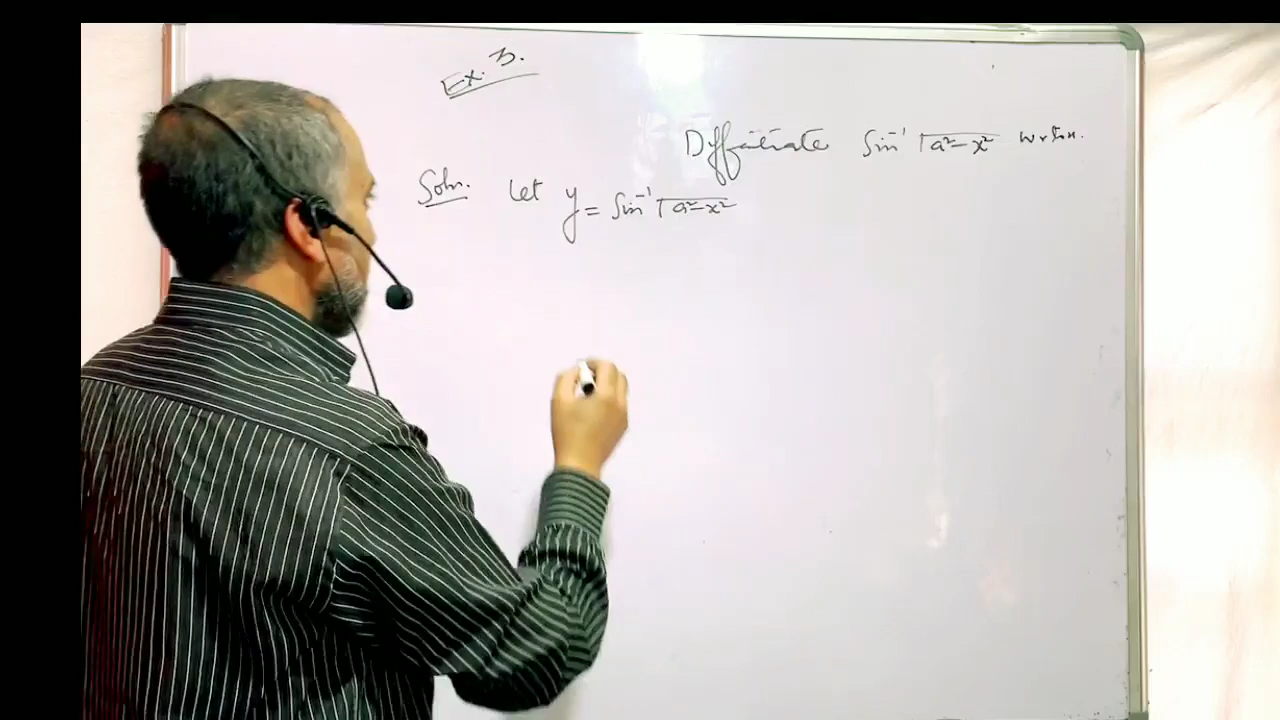 Ex. 3.
Differentiate Sin⁻¹ √a²-x² w.r.t.x.
Soln. Let y = Sin⁻¹ √a²-x²